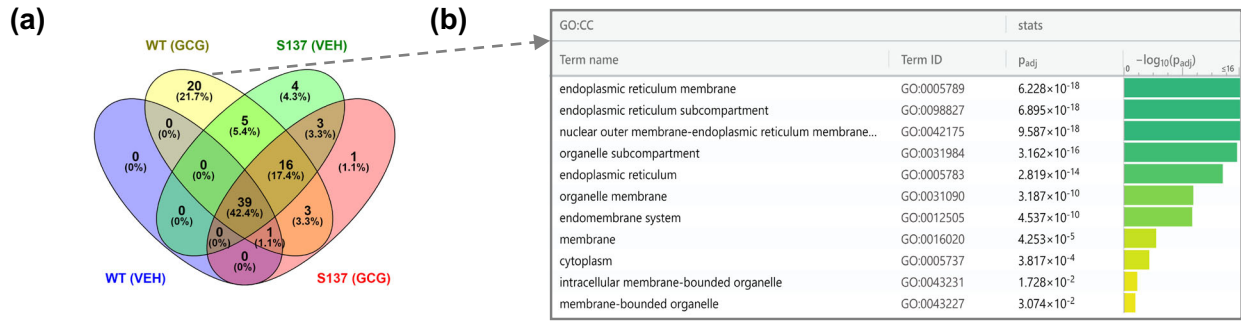 (a)
WT (GCG)
S137 (VEH)
20
(21.7%)
4
(4.3%)
0
(0%)
5
(5.4%)
3
(3.3%)
0
(0%)
0
(0%)
16
(17.4%)
1
(1.1%)
39
(42.4%)
0
(0%)
3
(3.3%)
0
(0%)
1
(1.1%)
0
(0%)
WT (VEH)
S137 (GCG)
(b)
GO:CC stats
Term name Term ID padj 0 −log10(padj) ≤16
endoplasmic reticulum membrane GO:0005789 6.228×10-18
endoplasmic reticulum subcompartment GO:0098827 6.895×10-18
nuclear outer membrane-endoplasmic reticulum membrane... GO:0042175 9.587×10-18
organelle subcompartment GO:0031984 3.162×10-16
endoplasmic reticulum GO:0005783 2.819×10-14
organelle membrane GO:0031090 3.187×10-10
endomembrane system GO:0012505 4.537×10-10
membrane GO:0016020 4.253×10-5
cytoplasm GO:0005737 3.817×10-4
intracellular membrane-bounded organelle GO:0043231 1.728×10-2
membrane-bounded organelle GO:0043227 3.074×10-2